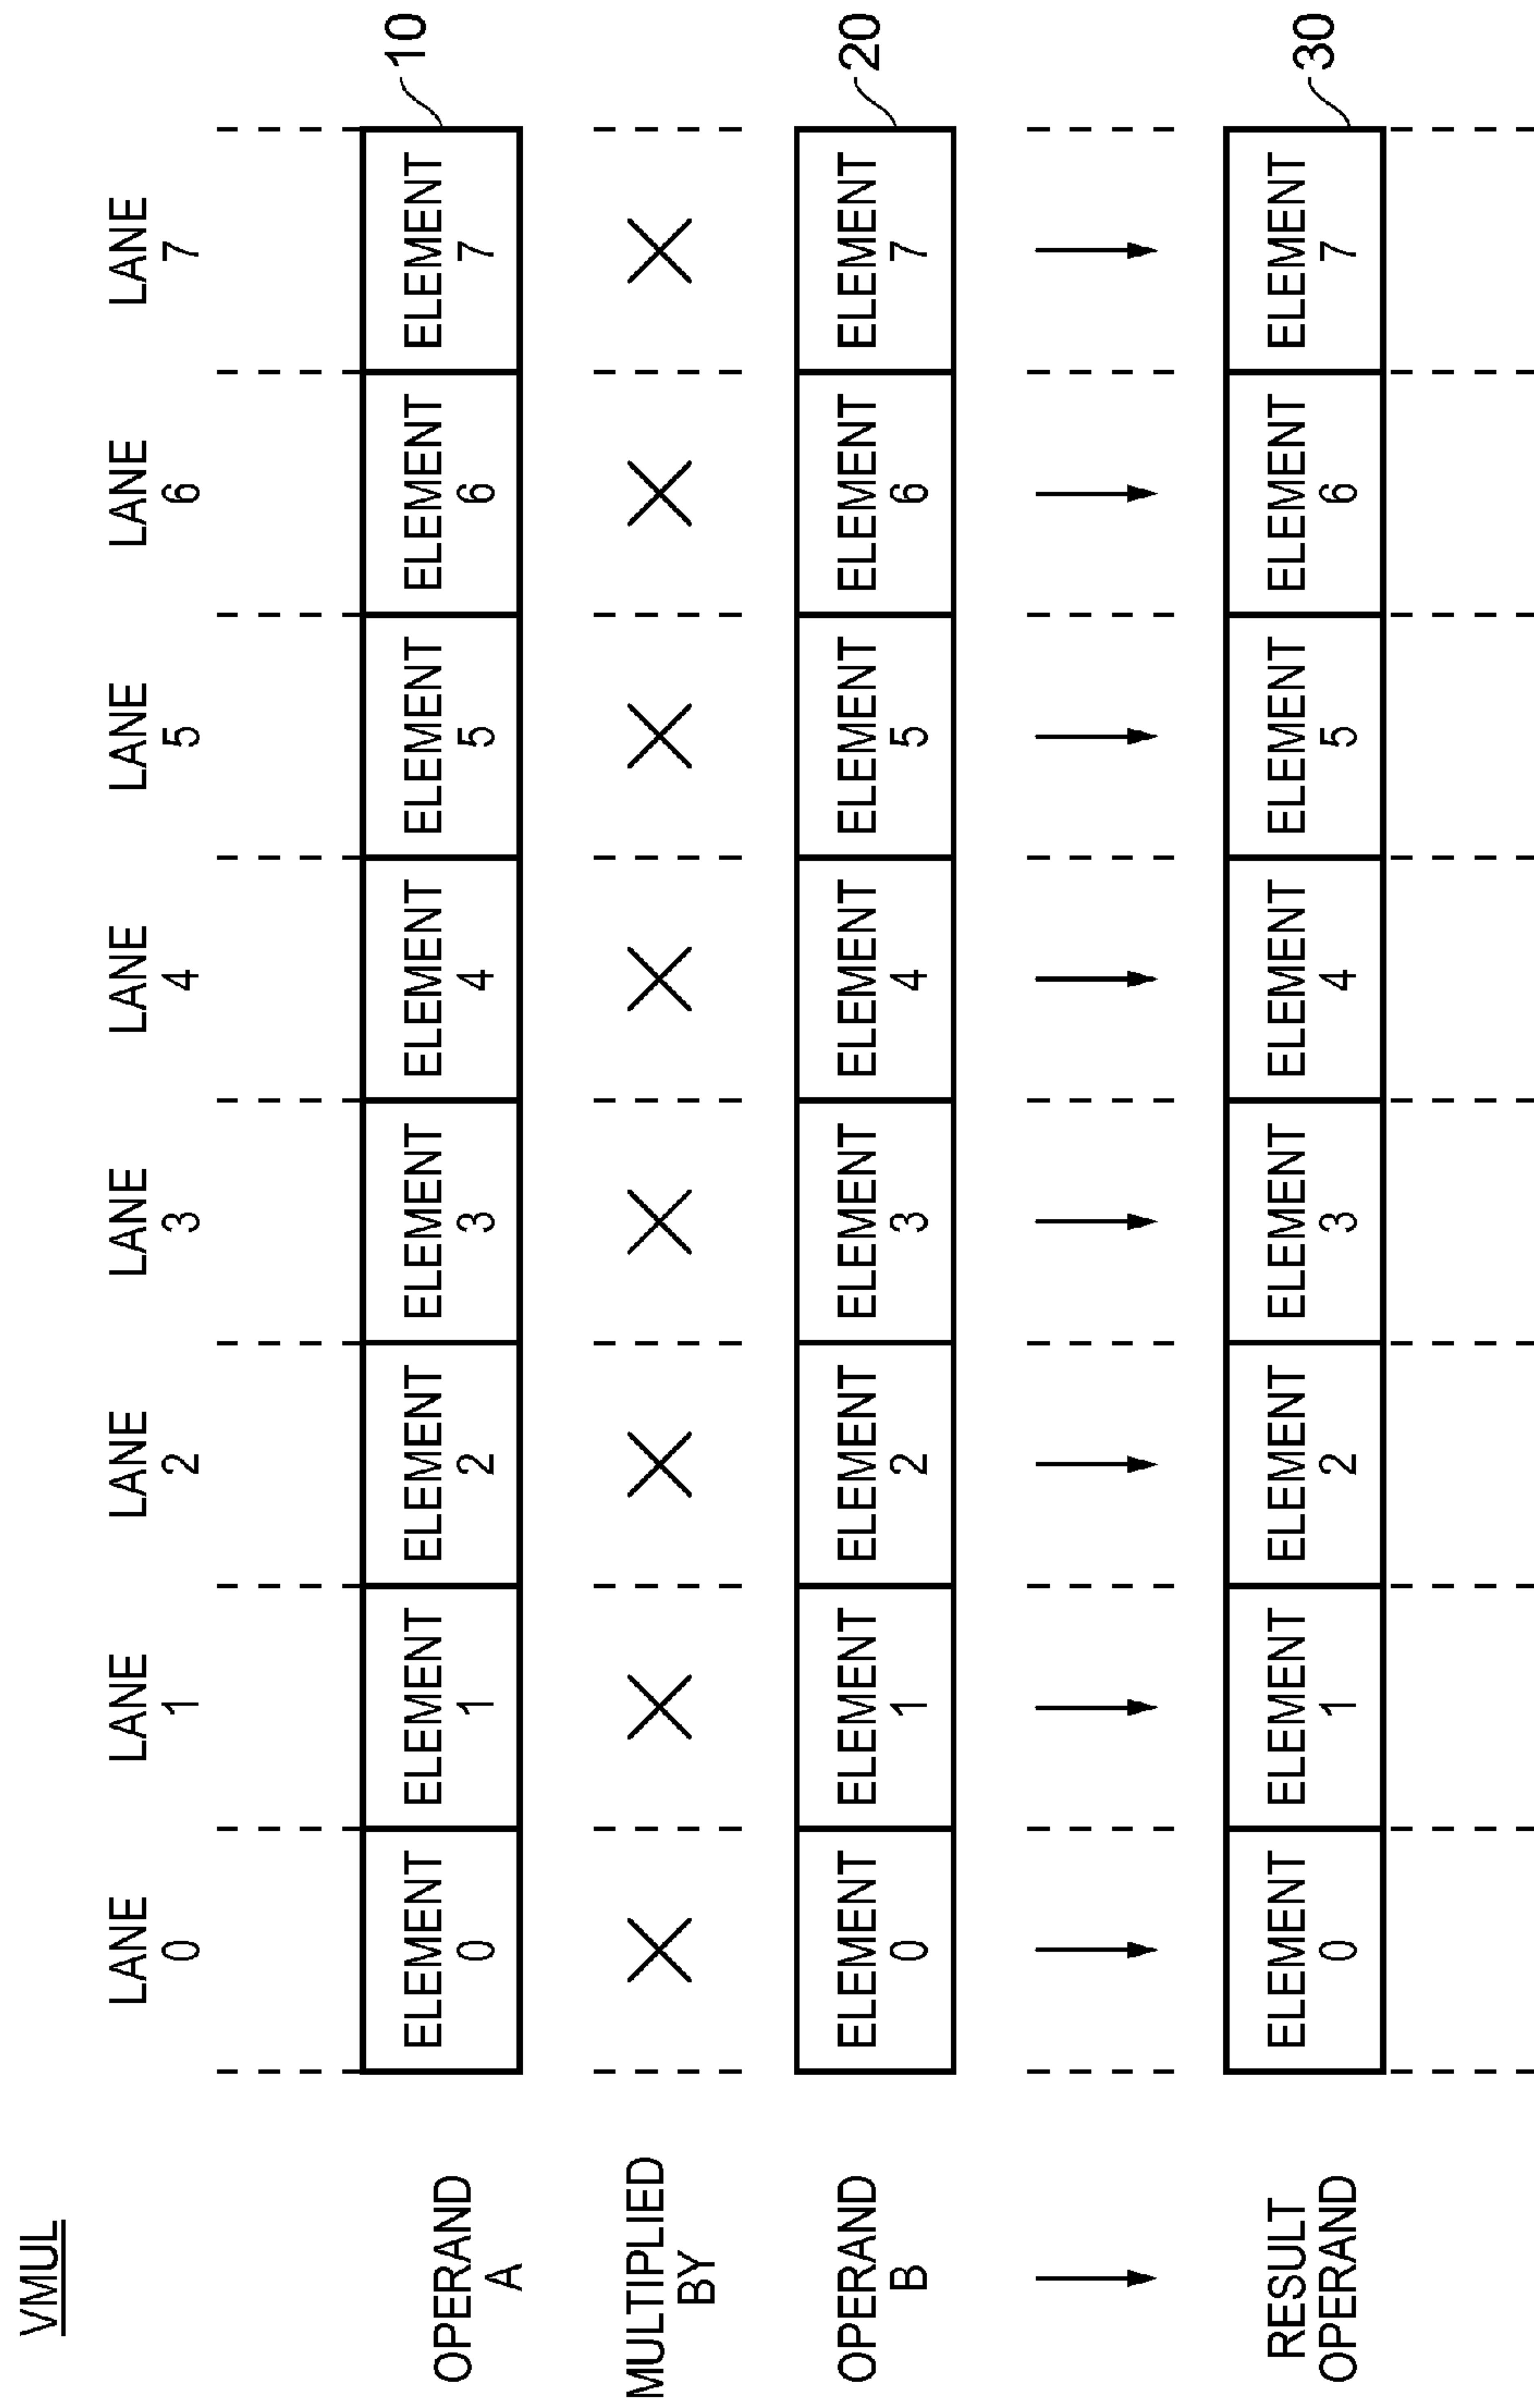 VMUL
LANE
0
LANE
1
LANE
2
LANE
3
LANE
4
LANE
5
LANE
6
LANE
7
OPERAND
A
ELEMENT
0
ELEMENT
1
ELEMENT
2
ELEMENT
3
ELEMENT
4
ELEMENT
5
ELEMENT
6
ELEMENT
7
10
MULTIPLIED
BY
OPERAND
B
ELEMENT
0
ELEMENT
1
ELEMENT
2
ELEMENT
3
ELEMENT
4
ELEMENT
5
ELEMENT
6
ELEMENT
7
20
RESULT
OPERAND
ELEMENT
0
ELEMENT
1
ELEMENT
2
ELEMENT
3
ELEMENT
4
ELEMENT
5
ELEMENT
6
ELEMENT
7
30